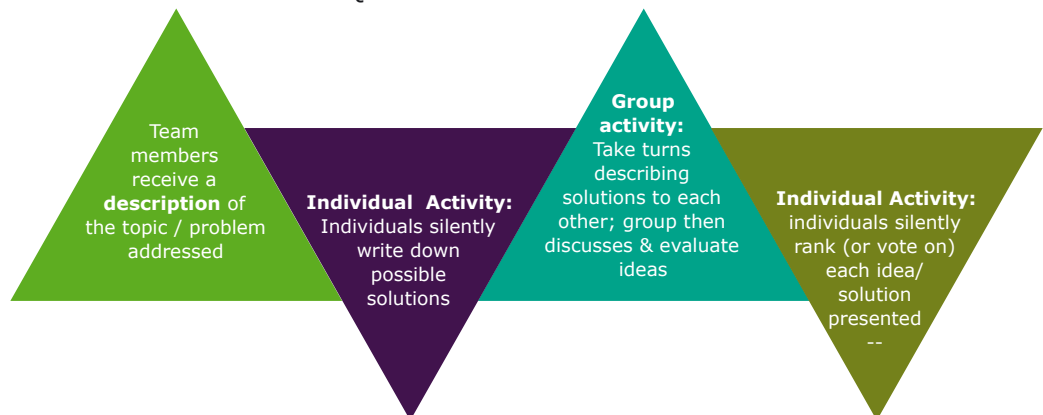 Team
members
receive a
description of
the topic / problem
addressed
Individual Activity:
Individuals silently
write down
possible
solutions
Group
activity:
Take turns
describing
solutions to each
other; group then
discusses & evaluate
ideas
Individual Activity:
individuals silently
rank (or vote on)
each idea/
solution
presented
--